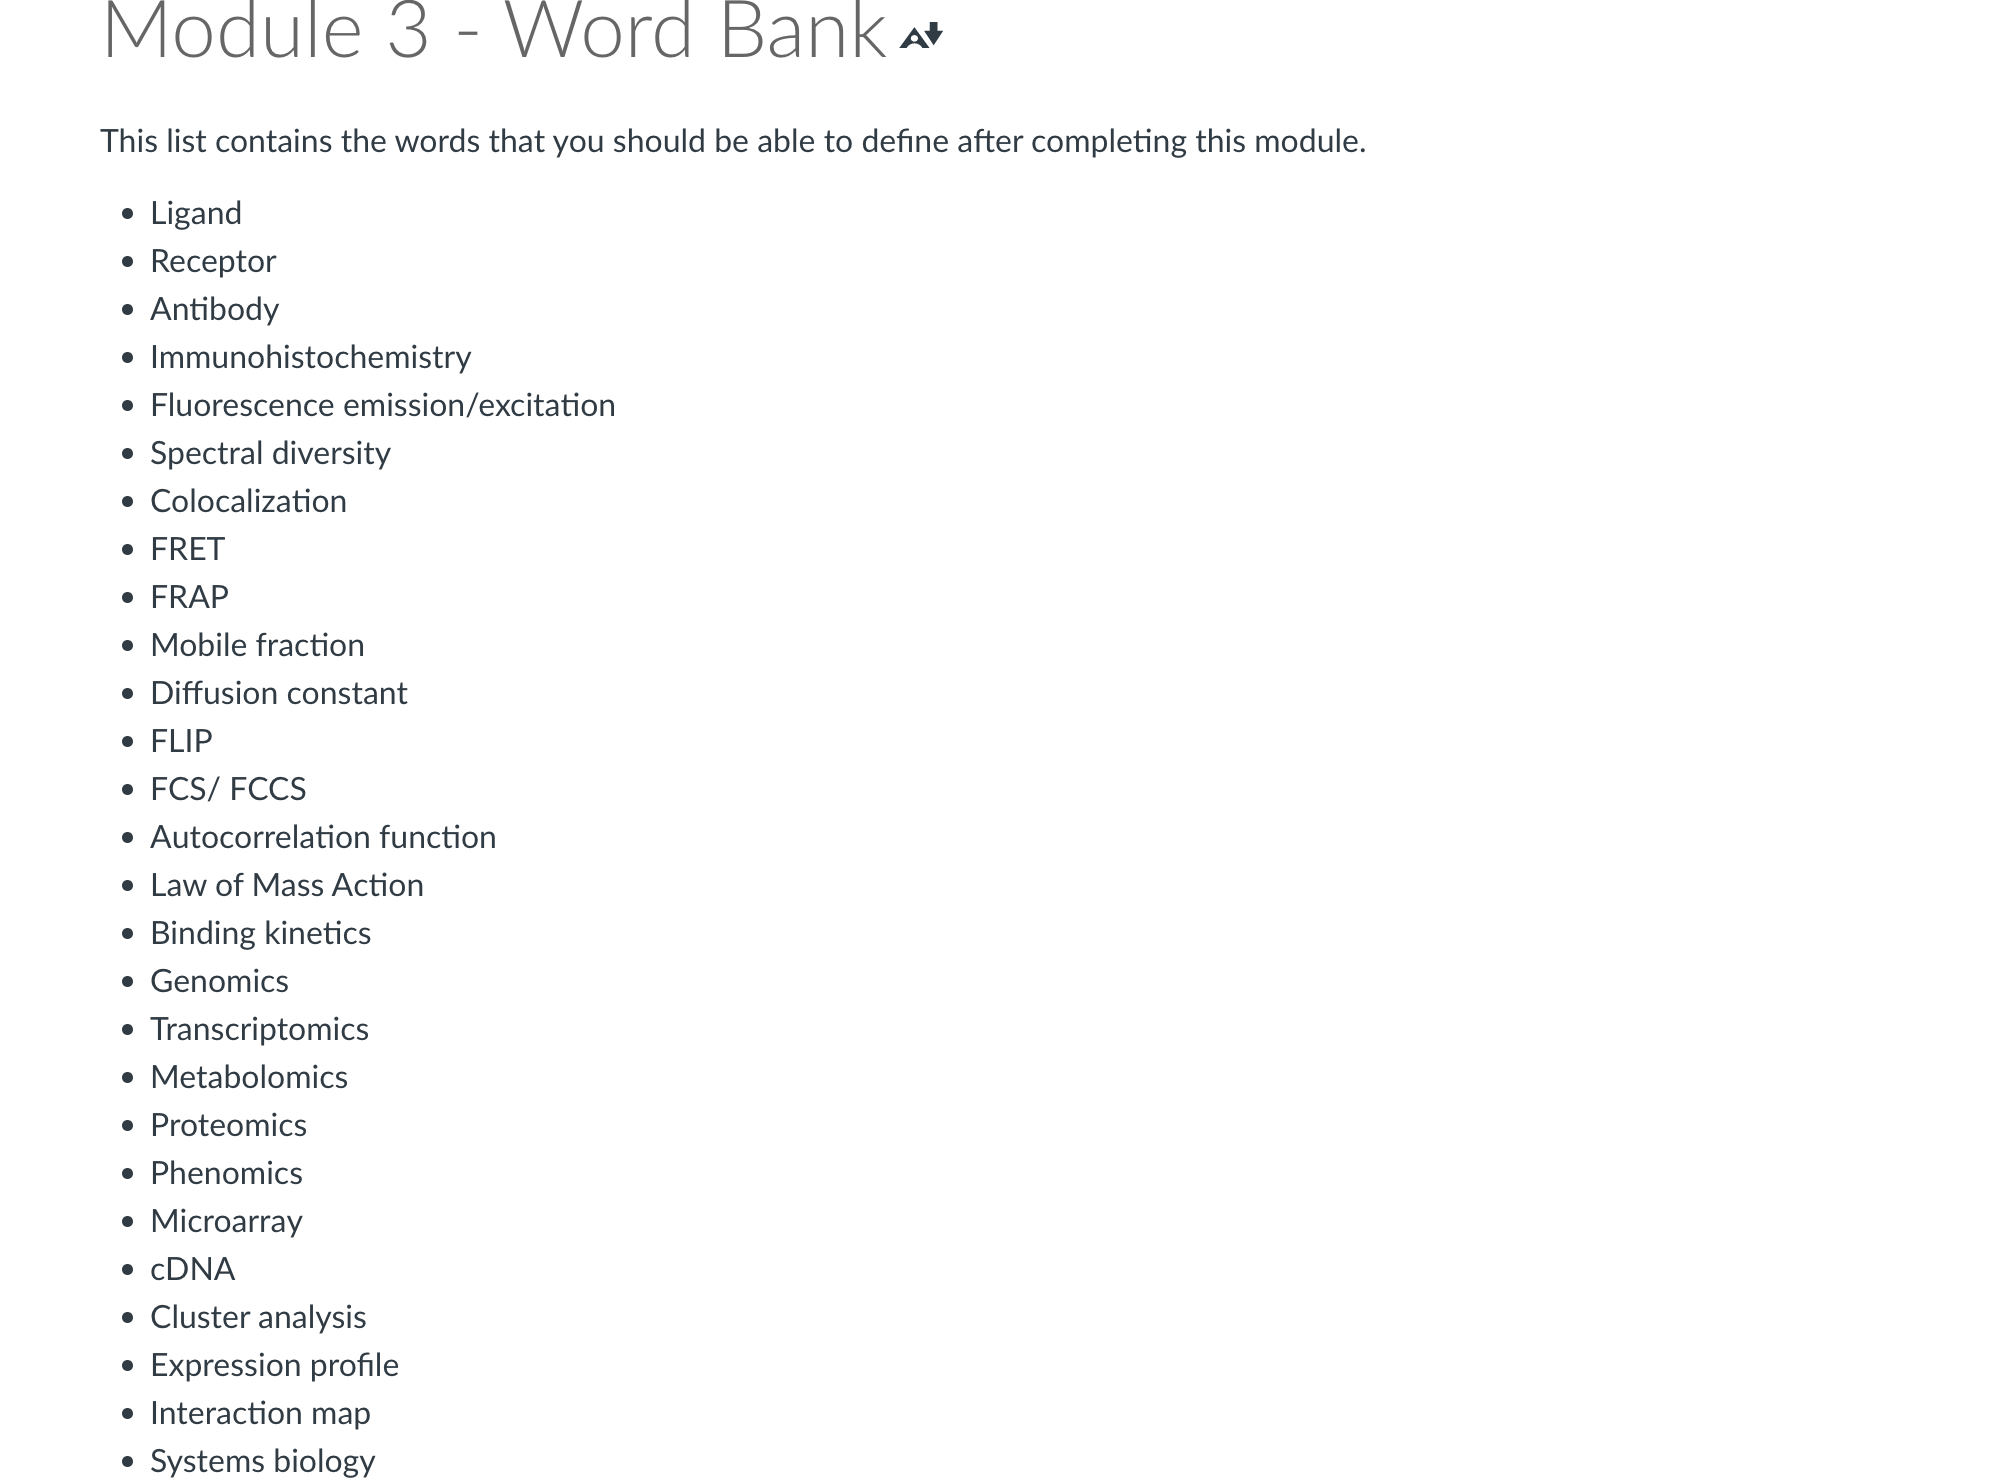 Module 3 - Word Bank
This list contains the words that you should be able to define after completing this module.
• Ligand
• Receptor
• Antibody
• Immunohistochemistry
• Fluorescence emission/excitation
• Spectral diversity
• Colocalization
• FRET
• FRAP
• Mobile fraction
• Diffusion constant
• FLIP
• FCS/ FCCS
• Autocorrelation function
• Law of Mass Action
• Binding kinetics
• Genomics
• Transcriptomics
• Metabolomics
• Proteomics
• Phenomics
• Microarray
• cDNA
• Cluster analysis
• Expression profile
• Interaction map
• Systems biology